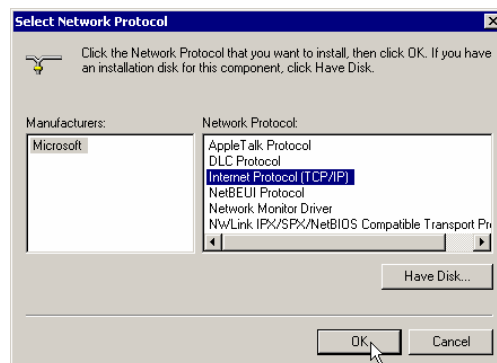 Select Network Protocol
Click the Network Protocol that you want to install, then click OK. If you have
an installation disk for this component, click Have Disk.
Manufacturers:
Microsoft
Network Protocol:
AppleTalk Protocol
DLC Protocol
Internet Protocol (TCP/IP)
NetBEUI Protocol
Network Monitor Driver
NWLink IPX/SPX/NetBIOS Compatible Transport Pr
Have Disk...
OK
Cancel